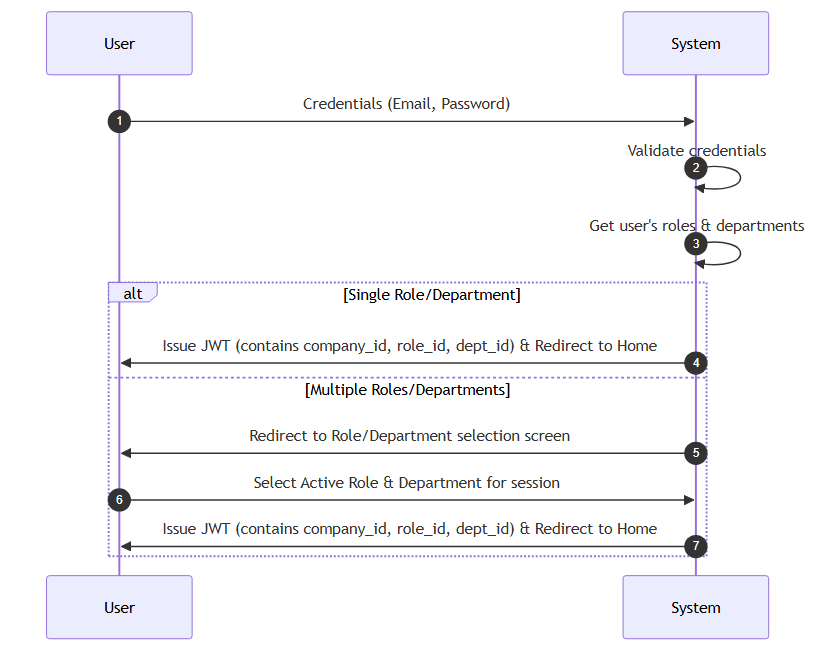 User
System
Credentials (Email, Password)
1
Validate credentials
2
Get user's roles & departments
3
alt
[Single Role/Department]
Issue JWT (contains company_id, role_id, dept_id) & Redirect to Home
4
[Multiple Roles/Departments]
Redirect to Role/Department selection screen
5
Select Active Role & Department for session
6
Issue JWT (contains company_id, role_id, dept_id) & Redirect to Home
7
User
System